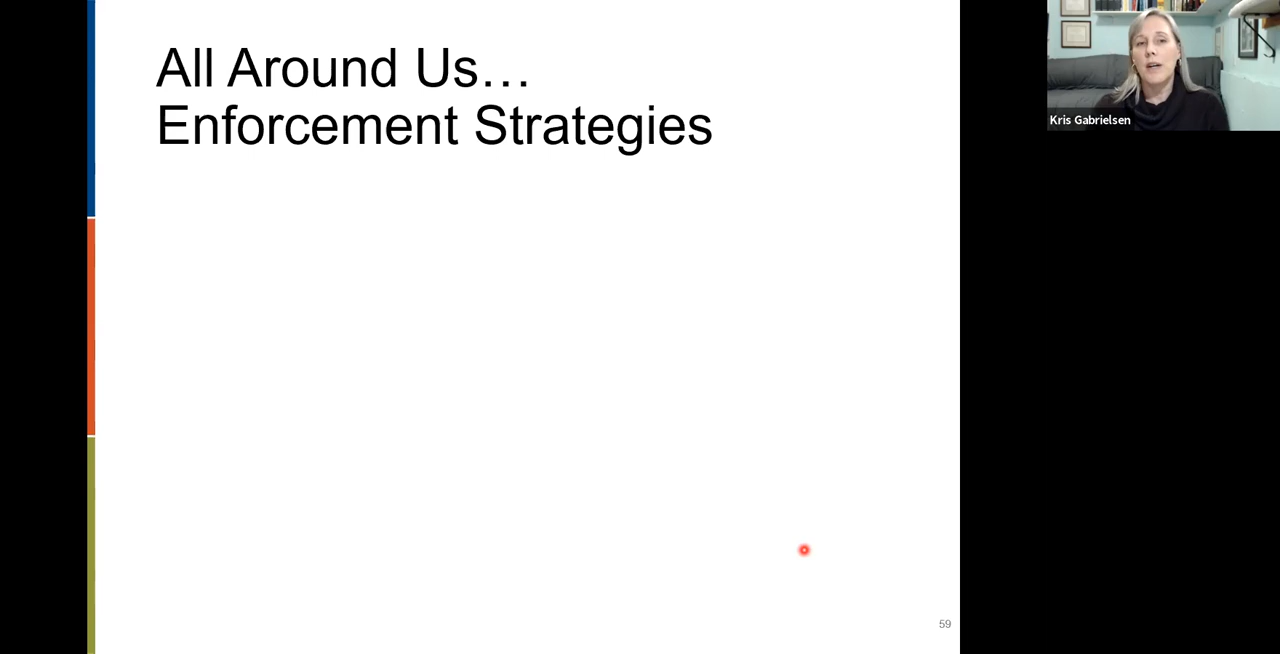 All Around Us…
Enforcement Strategies
Kris Gabrielsen
59